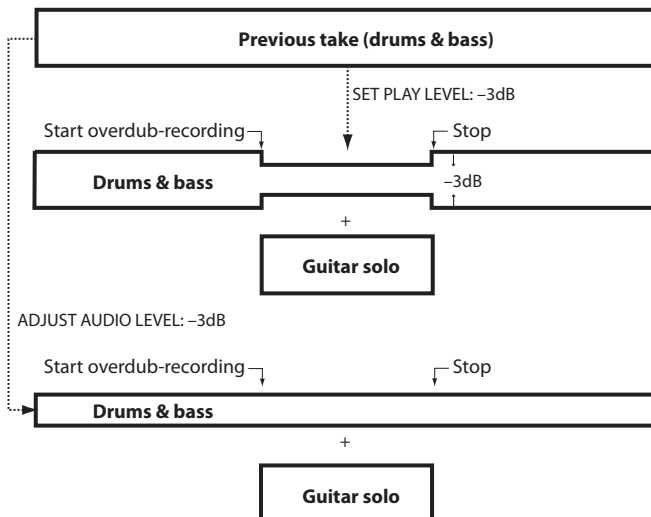 Previous take (drums & bass)
SET PLAY LEVEL: –3dB
Start overdub-recording
Stop
Drums & bass
–3dB
+
Guitar solo
ADJUST AUDIO LEVEL: –3dB
Start overdub-recording
Stop
Drums & bass
+
Guitar solo